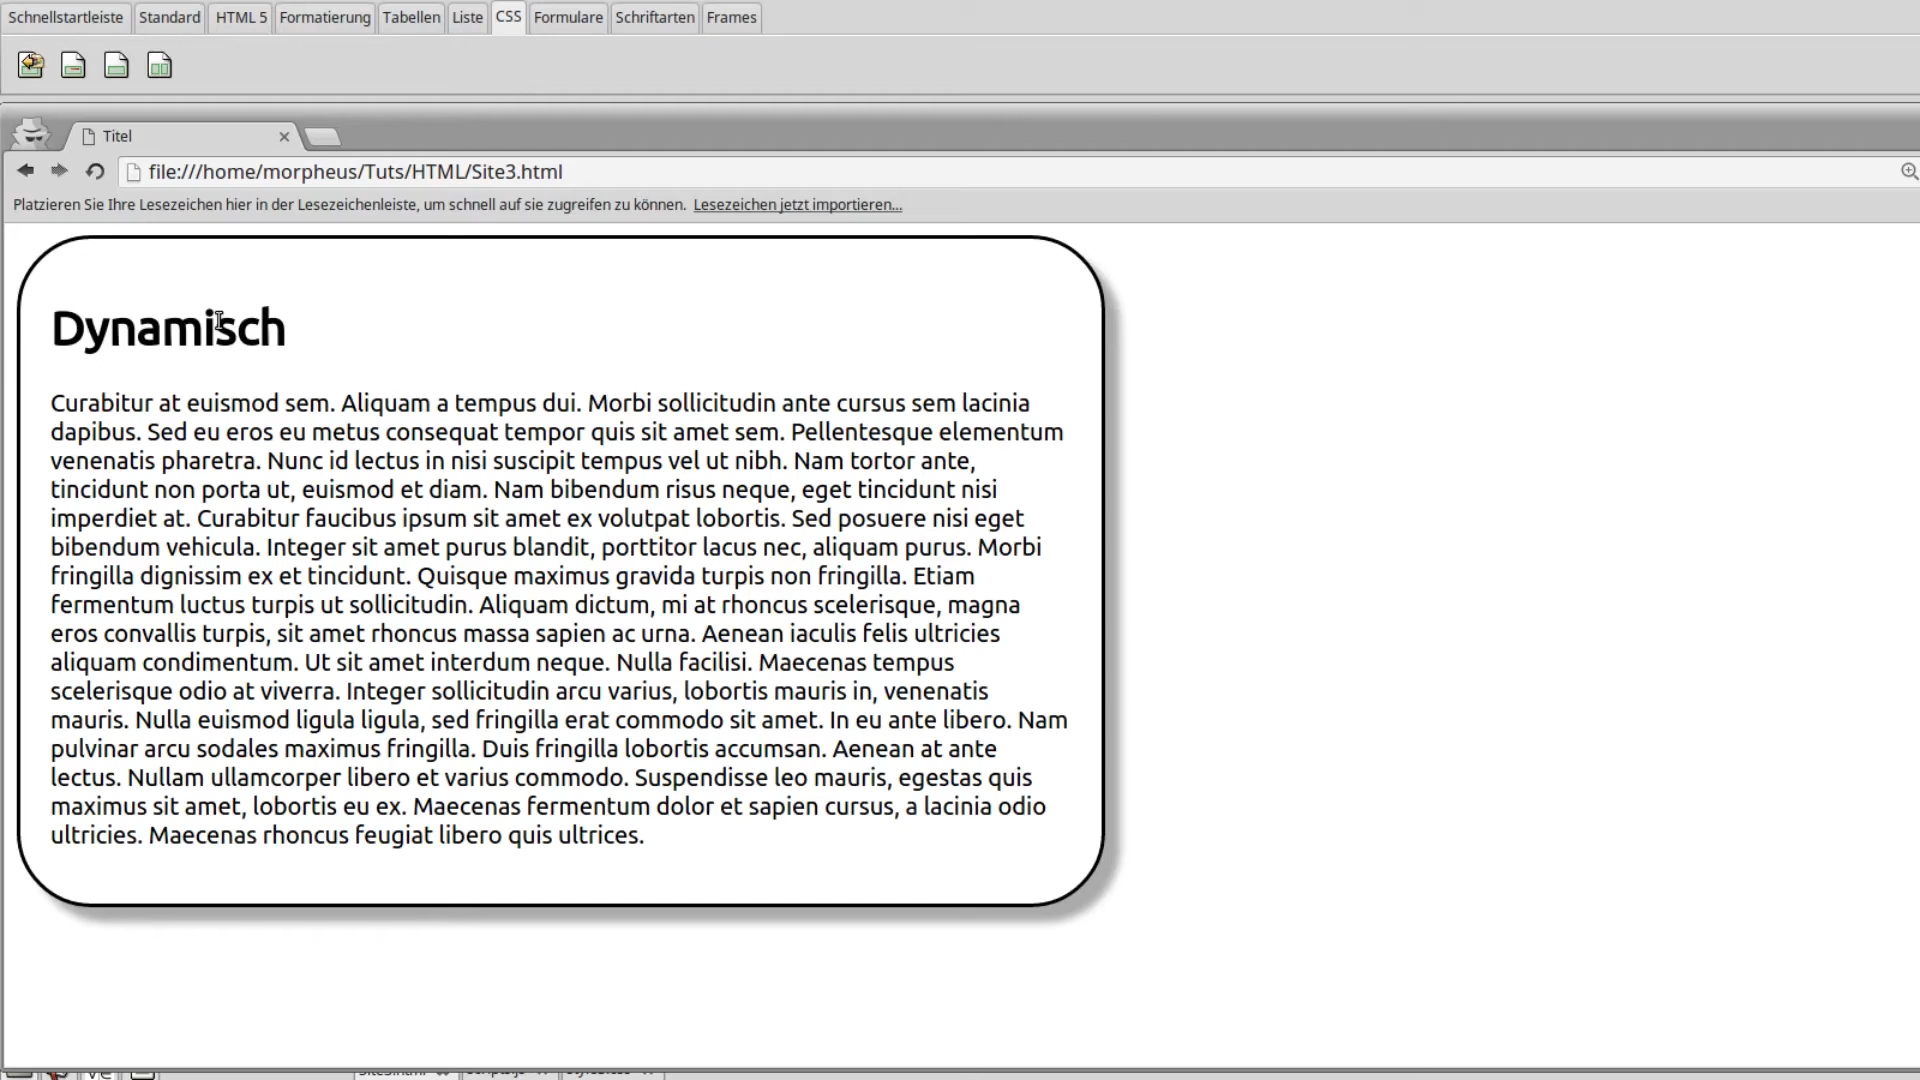 Schnellstartleiste Standard HTML 5 Formatierung Tabellen Liste CSS Formulare Schriftarten Frames
Titel
file:///home/morpheus/Tuts/HTML/Site3.html
Platzieren Sie Ihre Lesezeichen hier in der Lesezeichenleiste, um schnell auf sie zugreifen zu können. Lesezeichen jetzt importieren...
Dynamisch
Curabitur at euismod sem. Aliquam a tempus dui. Morbi sollicitudin ante cursus sem lacinia
dapibus. Sed eu eros eu metus consequat tempor quis sit amet sem. Pellentesque elementum
venenatis pharetra. Nunc id lectus in nisi suscipit tempus vel ut nibh. Nam tortor ante,
tincidunt non porta ut, euismod et diam. Nam bibendum risus neque, eget tincidunt nisi
imperdiet at. Curabitur faucibus ipsum sit amet ex volutpat lobortis. Sed posuere nisi eget
bibendum vehicula. Integer sit amet purus blandit, porttitor lacus nec, aliquam purus. Morbi
fringilla dignissim ex et tincidunt. Quisque maximus gravida turpis non fringilla. Etiam
fermentum luctus turpis ut sollicitudin. Aliquam dictum, mi at rhoncus scelerisque, magna
eros convallis turpis, sit amet rhoncus massa sapien ac urna. Aenean iaculis felis ultricies
aliquam condimentum. Ut sit amet interdum neque. Nulla facilisi. Maecenas tempus
scelerisque odio at viverra. Integer sollicitudin arcu varius, lobortis mauris in, venenatis
mauris. Nulla euismod ligula ligula, sed fringilla erat commodo sit amet. In eu ante libero. Nam
pulvinar arcu sodales maximus fringilla. Duis fringilla lobortis accumsan. Aenean at ante
lectus. Nullam ullamcorper libero et varius commodo. Suspendisse leo mauris, egestas quis
maximus sit amet, lobortis eu ex. Maecenas fermentum dolor et sapien cursus, a lacinia odio
ultricies. Maecenas rhoncus feugiat libero quis ultrices.